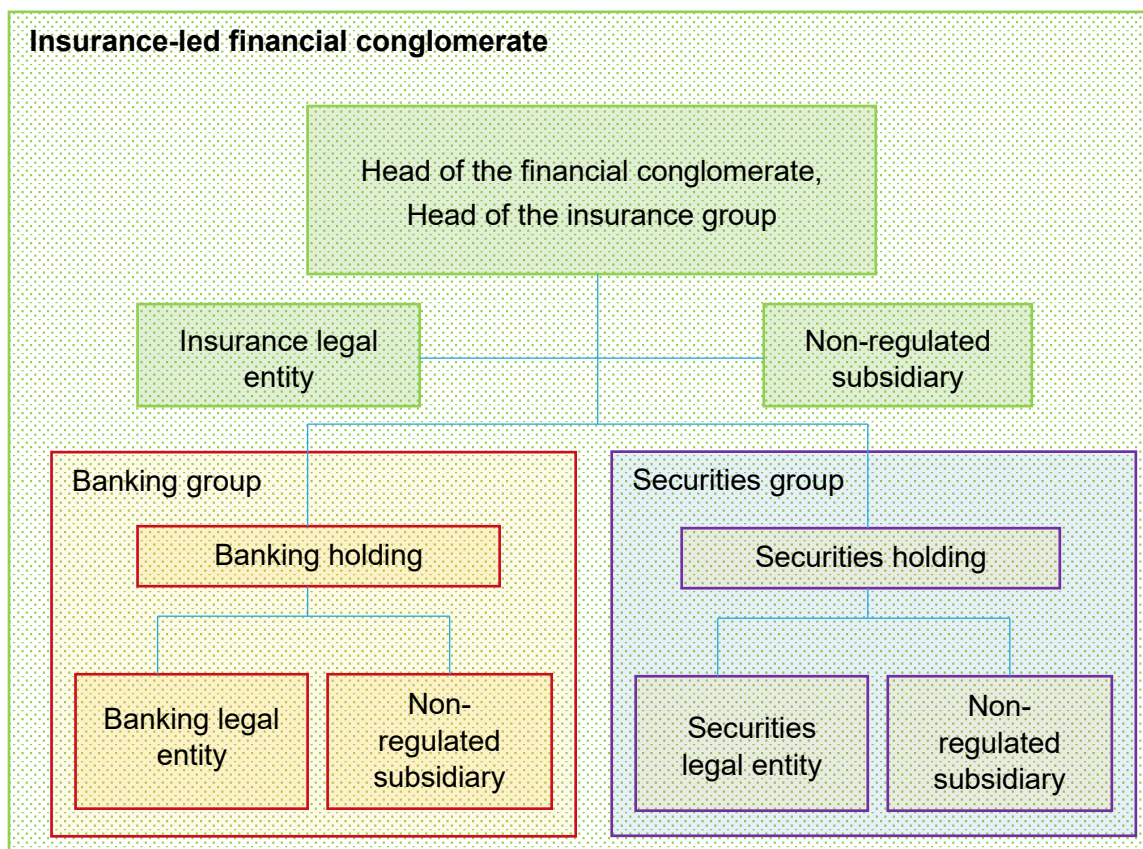 Insurance-led financial conglomerate
Head of the financial conglomerate,
Head of the insurance group
Insurance legal
entity
Non-regulated
subsidiary
Banking group
Banking holding
Banking legal
entity
Non-
regulated
subsidiary
Securities group
Securities holding
Securities
legal entity
Non-
regulated
subsidiary